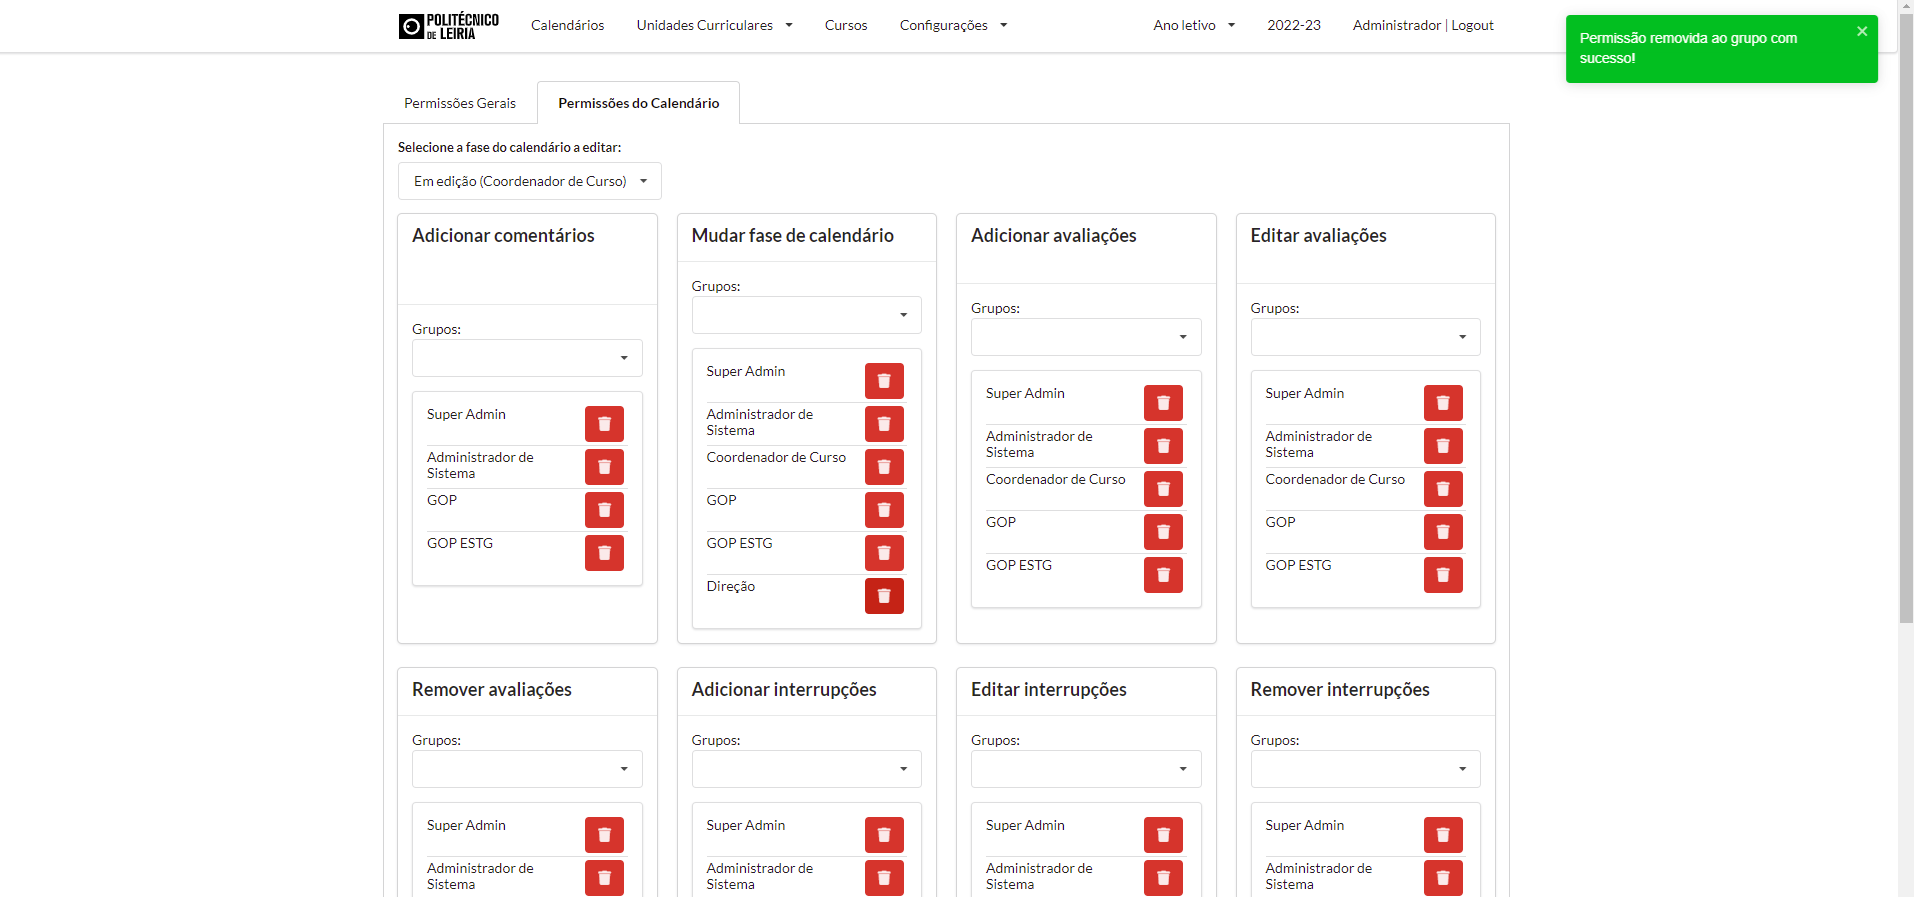 POLITÉCNICO
DE LEIRIA
Calendários
Unidades Curriculares
Cursos
Configurações
Ano letivo
2022-23
Administrador | Logout
Permissão removida ao grupo com
sucesso!
Permissões Gerais
Permissões do Calendário
Selecione a fase do calendário a editar:
Em edição (Coordenador de Curso)
Adicionar comentários
Grupos:
Super Admin
Administrador de
Sistema
GOP
GOP ESTG
Mudar fase de calendário
Grupos:
Super Admin
Administrador de
Sistema
Coordenador de Curso
GOP
GOP ESTG
Direção
Adicionar avaliações
Grupos:
Super Admin
Administrador de
Sistema
Coordenador de Curso
GOP
GOP ESTG
Editar avaliações
Grupos:
Super Admin
Administrador de
Sistema
Coordenador de Curso
GOP
GOP ESTG
Remover avaliações
Grupos:
Super Admin
Administrador de
Sistema
Adicionar interrupções
Grupos:
Super Admin
Administrador de
Sistema
Editar interrupções
Grupos:
Super Admin
Administrador de
Sistema
Remover interrupções
Grupos:
Super Admin
Administrador de
Sistema